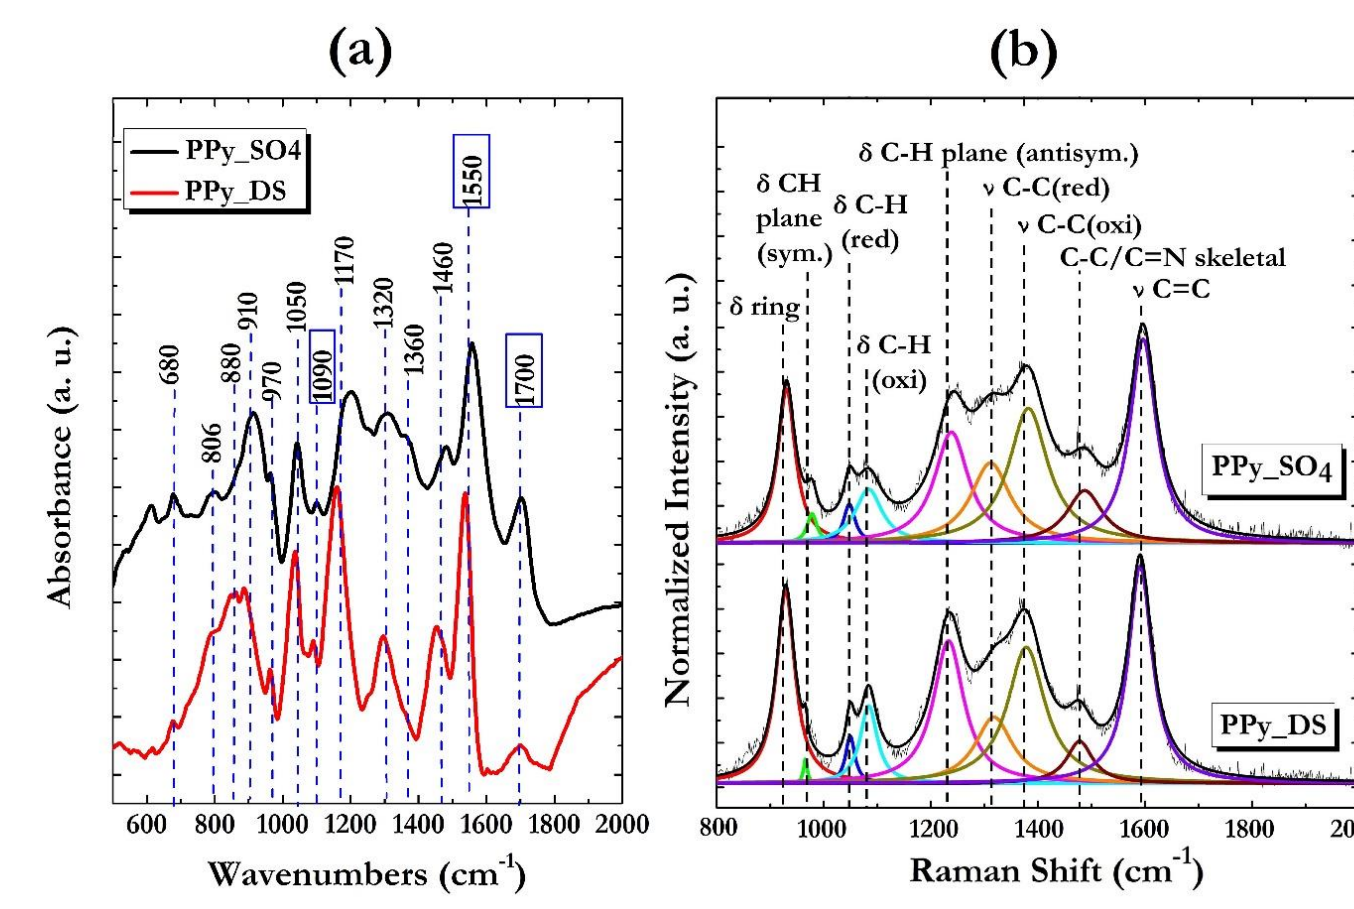 (a)
PPy_SO4
PPy_DS
680
806
880
910
970
1050
1090
1170
1320
1360
1460
1550
1700
Absorbance (a. u.)
600 800 1000 1200 1400 1600 1800 2000
Wavenumbers (cm⁻¹)
(b)
δ C-H plane (antisym.)
δ CH
plane
(sym.)
δ C-H
(red)
ν C-C(red)
ν C-C(oxi)
C-C/C=N skeletal
ν C=C
δ ring
δ C-H
(oxi)
PPy_SO₄
PPy_DS
Normalized Intensity (a. u.)
800 1000 1200 1400 1600 1800 20
Raman Shift (cm⁻¹)